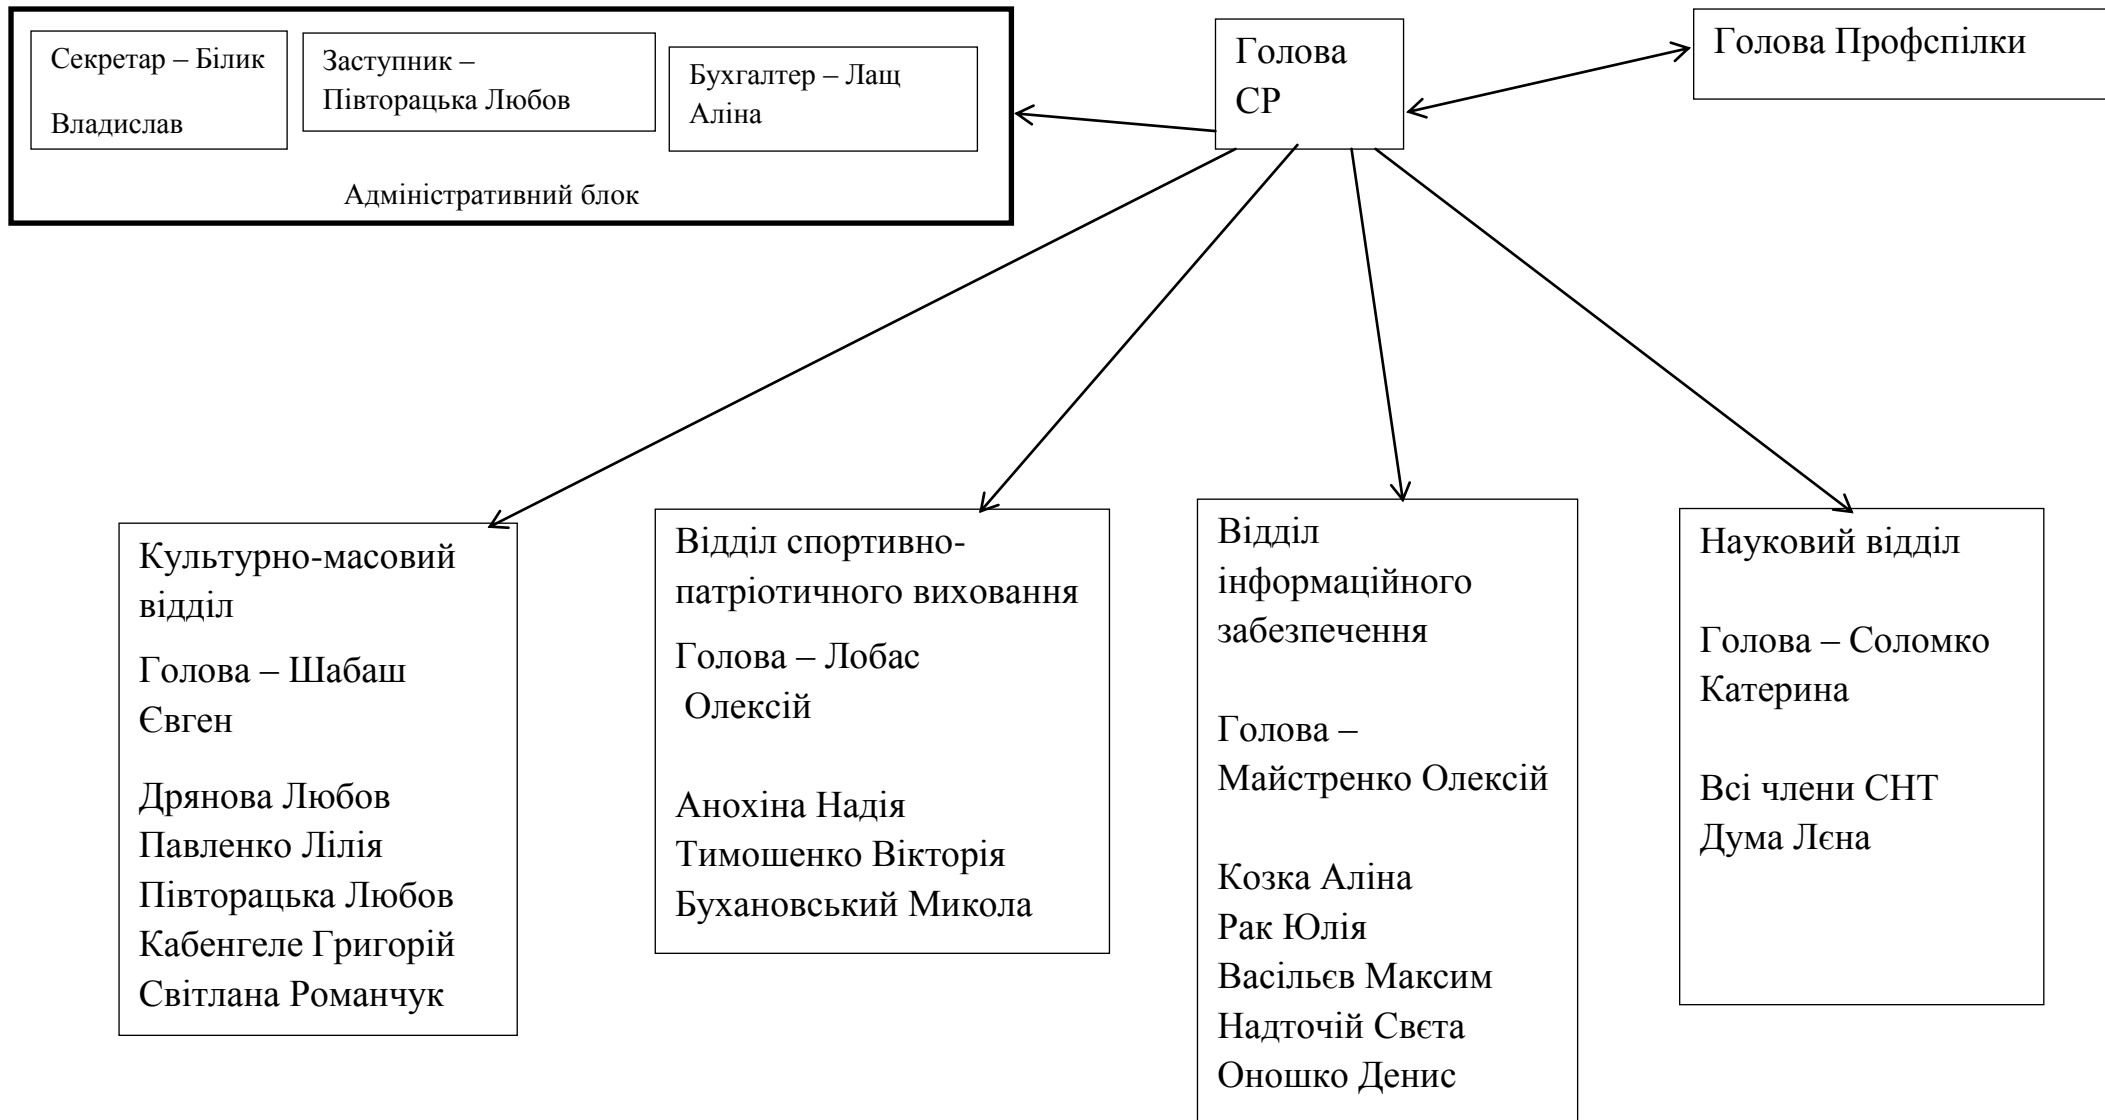 Секретар – Білик
Владислав
Заступник –
Півторацька Любов
Бухгалтер – Лащ
Аліна
Адміністративний блок
Голова
СР
Голова Профспілки
Культурно-масовий
відділ
Голова – Шабаш
Євген
Дрянова Любов
Павленко Лілія
Півторацька Любов
Кабенгеле Григорій
Світлана Романчук
Відділ спортивно-
патріотичного виховання
Голова – Лобас
Олексій
Анохіна Надія
Тимошенко Вікторія
Бухановський Микола
Відділ
інформаційного
забезпечення
Голова –
Майстренко Олексій
Козка Аліна
Рак Юлія
Васільєв Максим
Надточій Свєта
Оношко Денис
Науковий відділ
Голова – Соломко
Катерина
Всі члени СНТ
Дума Лєна